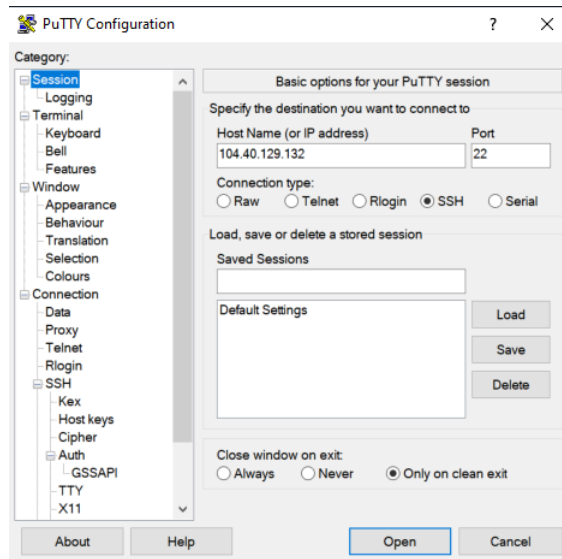 PuTTY Configuration
?
Category:
Session
Logging
Terminal
Keyboard
Bell
Features
Window
Appearance
Behaviour
Translation
Selection
Colours
Connection
Data
Proxy
Telnet
Rlogin
SSH
Kex
Host keys
Cipher
Auth
GSSAPI
TTY
X11
Basic options for your PuTTY session
Specify the destination you want to connect to
Host Name (or IP address) Port
104.40.129.132 22
Connection type:
Raw Telnet Rlogin SSH Serial
Load, save or delete a stored session
Saved Sessions
Default Settings
Load
Save
Delete
Close window on exit:
Always Never Only on clean exit
About Help Open Cancel